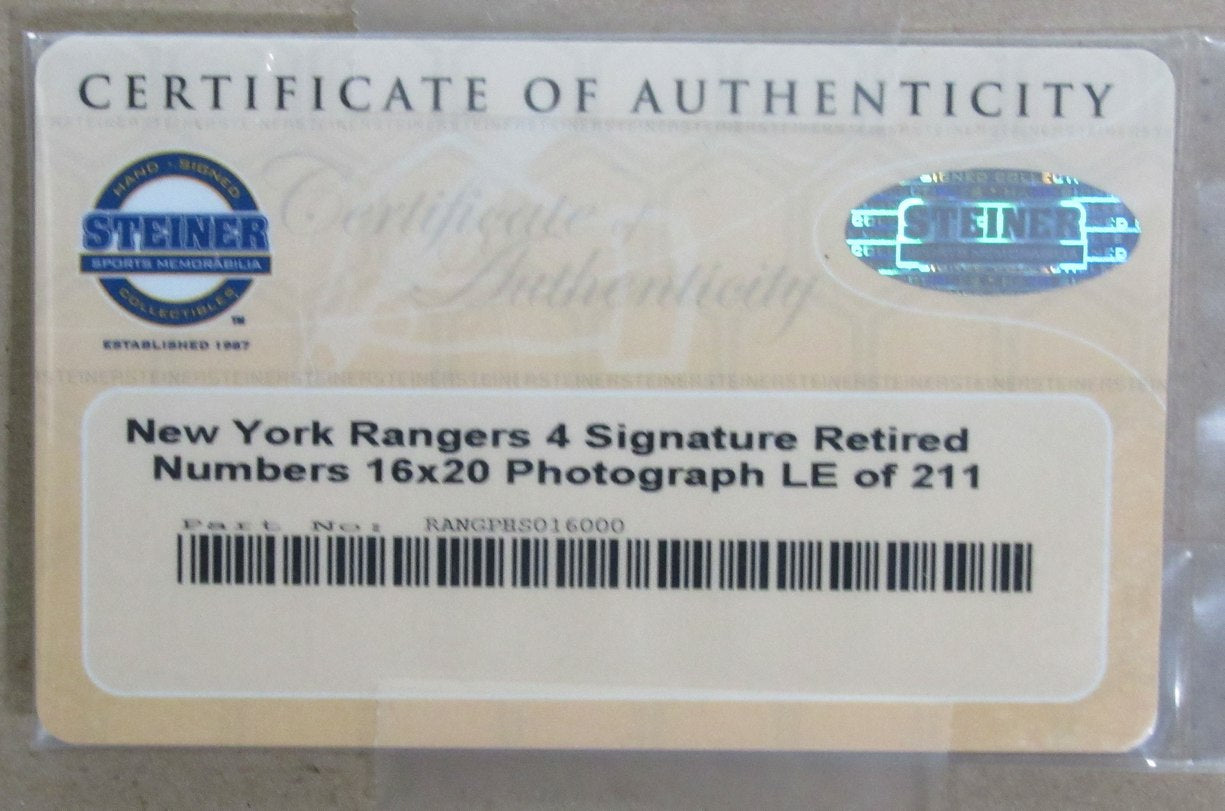 CERTIFICATE OF AUTHENTICITY
HAND - SIGNED
STEINER
SPORTS MEMORABILIA
COLLECTIBLES
TM
ESTABLISHED 1987
Certificate of
Authenticity
STEINER
STEINERSTEINERSTEINERSTEINERSTEINERSTEINERSTEINERSTEINERSTEINER
New York Rangers 4 Signature Retired
Numbers 16x20 Photograph LE of 211
Part No: RANGPHS016000